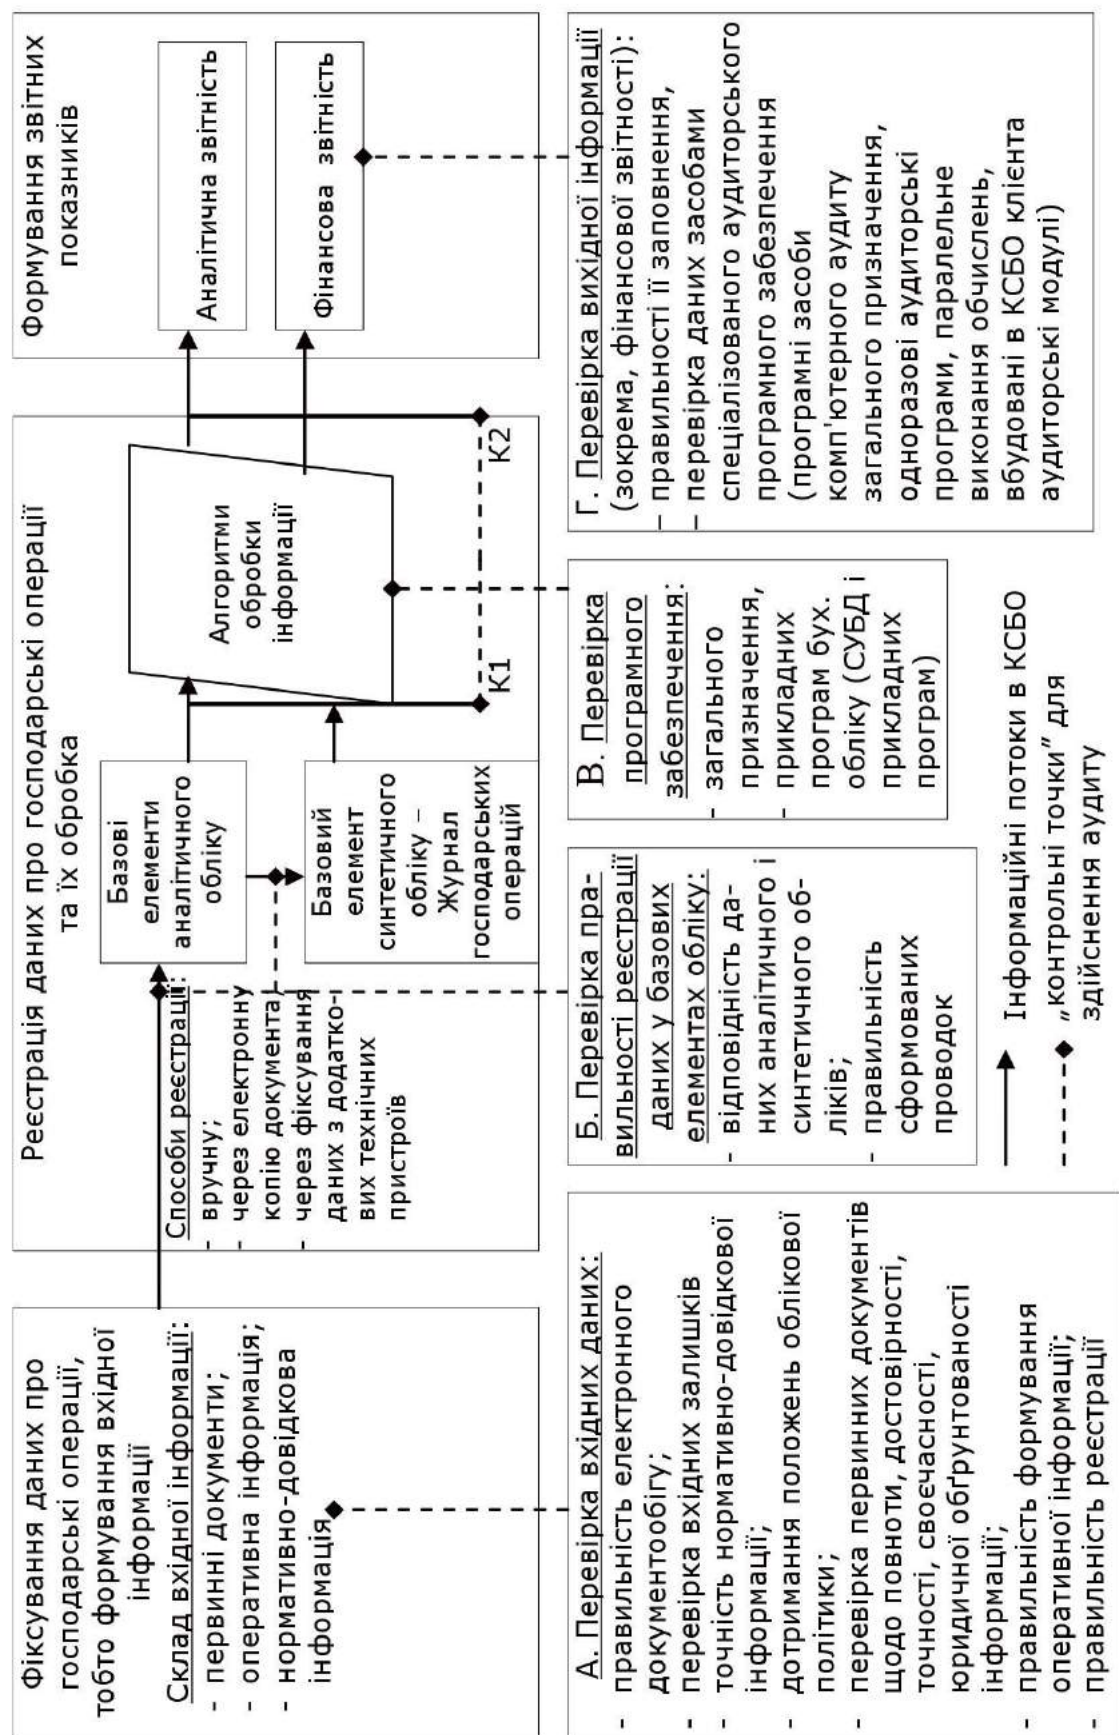 Фіксування даних про
господарські операції,
тобто формування вхідної
інформації
Склад вхідної інформації:
- первинні документи;
- оперативна інформація;
- нормативно-довідкова
інформація
Реєстрація даних про господарські операції
та їх обробка
Способи реєстрації:
- вручну;
- через електронну
копію документа
- через фіксування
даних з додатко-
вих технічних
пристроїв
Базові
елементи
аналітичного
обліку
Базовий
елемент
синтетичного
обліку –
Журнал
господарських
операцій
Алгоритми
обробки
інформації
К1
К2
Формування звітних
показників
Аналітична звітність
Фінансова звітність
А. Перевірка вхідних даних:
- правильність електронного
документообігу;
- перевірка вхідних залишків
- точність нормативно-довідкової
інформації;
- дотримання положень облікової
політики;
- перевірка первинних документів
щодо повноти, достовірності,
точності, своєчасності,
юридичної обґрунтованості
інформації;
- правильність формування
оперативної інформації;
- правильність реєстрації
Б. Перевірка пра-
вильності реєстрації
даних у базових
елементах обліку:
- відповідність да-
них аналітичного і
синтетичного об-
ліків;
- правильність
сформованих
проводок
В. Перевірка
програмного
забезпечення:
- загального
призначення,
- прикладних
програм бух.
обліку (СУБД і
прикладних
програм)
Г. Перевірка вихідної інформації
(зокрема, фінансової звітності):
– правильності її заповнення,
– перевірка даних засобами
спеціалізованого аудиторського
програмного забезпечення
(програмні засоби
комп'ютерного аудиту
загального призначення,
одноразові аудиторські
програми, паралельне
виконання обчислень,
вбудовані в КСБО клієнта
аудиторські модулі)
Інформаційні потоки в КСБО
„контрольні точки” для
здійснення аудиту